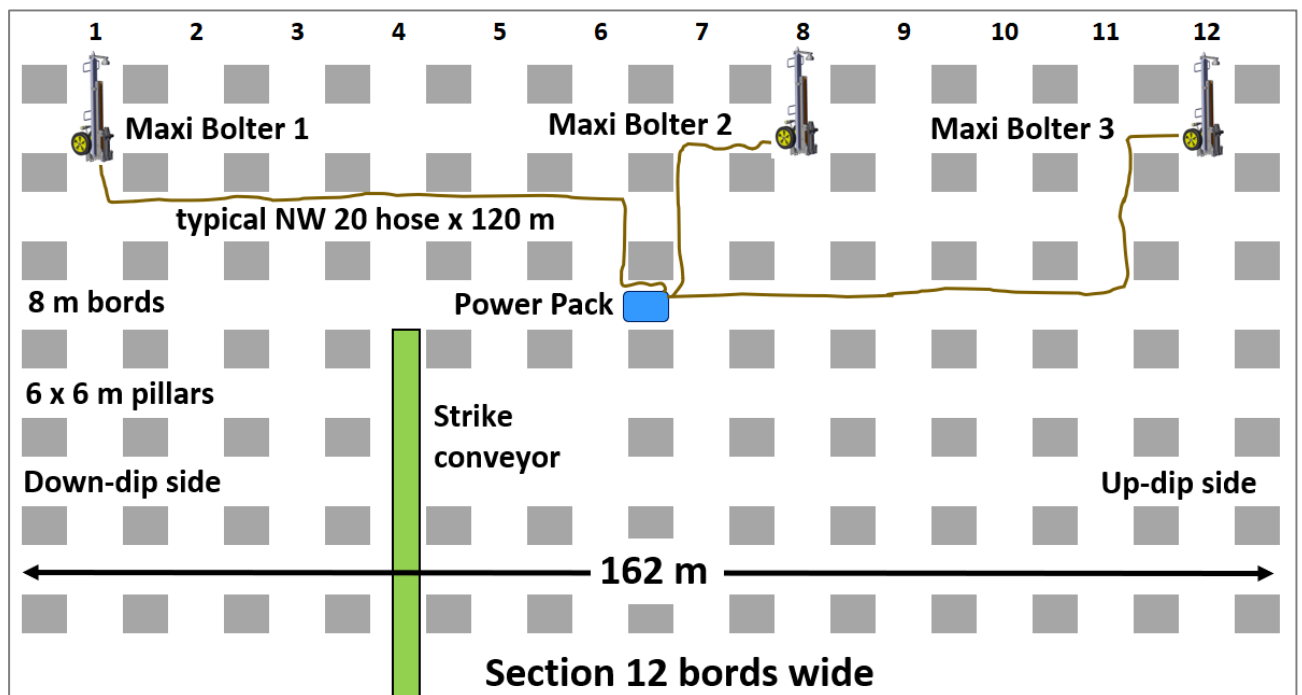 1 2 3 4 5 6 7 8 9 10 11 12
Maxi Bolter 1
Maxi Bolter 2
Maxi Bolter 3
typical NW 20 hose x 120 m
8 m bords
Power Pack
6 x 6 m pillars
Strike
conveyor
Down-dip side
Up-dip side
162 m
Section 12 bords wide